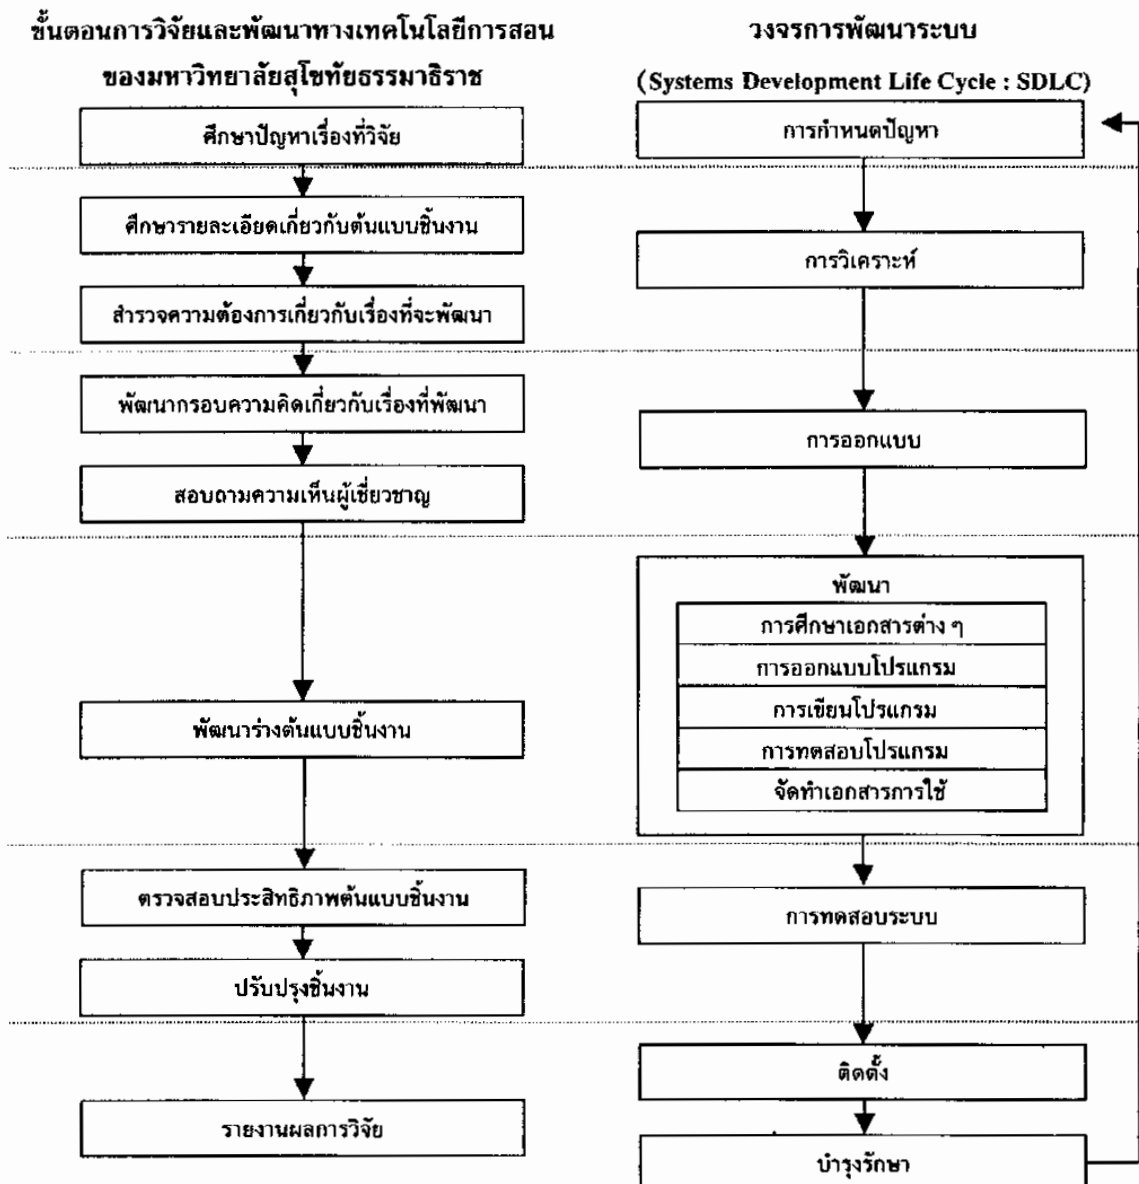 ขั้นตอนการวิจัยและพัฒนาทางเทคโนโลยีการสอน
ของมหาวิทยาลัยสุโขทัยธรรมาธิราช
ศึกษาปัญหาเรื่องที่วิจัย
ศึกษารายละเอียดเกี่ยวกับต้นแบบชิ้นงาน
สำรวจความต้องการเกี่ยวกับเรื่องที่จะพัฒนา
พัฒนากรอบความคิดเกี่ยวกับเรื่องที่พัฒนา
สอบถามความเห็นผู้เชี่ยวชาญ
พัฒนาร่างต้นแบบชิ้นงาน
ตรวจสอบประสิทธิภาพต้นแบบชิ้นงาน
ปรับปรุงชิ้นงาน
รายงานผลการวิจัย
วงจรการพัฒนาระบบ
(Systems Development Life Cycle : SDLC)
การกำหนดปัญหา
การวิเคราะห์
การออกแบบ
พัฒนา
การศึกษาเอกสารต่าง ๆ
การออกแบบโปรแกรม
การเขียนโปรแกรม
การทดสอบโปรแกรม
จัดทำเอกสารการใช้
การทดสอบระบบ
ติดตั้ง
บำรุงรักษา